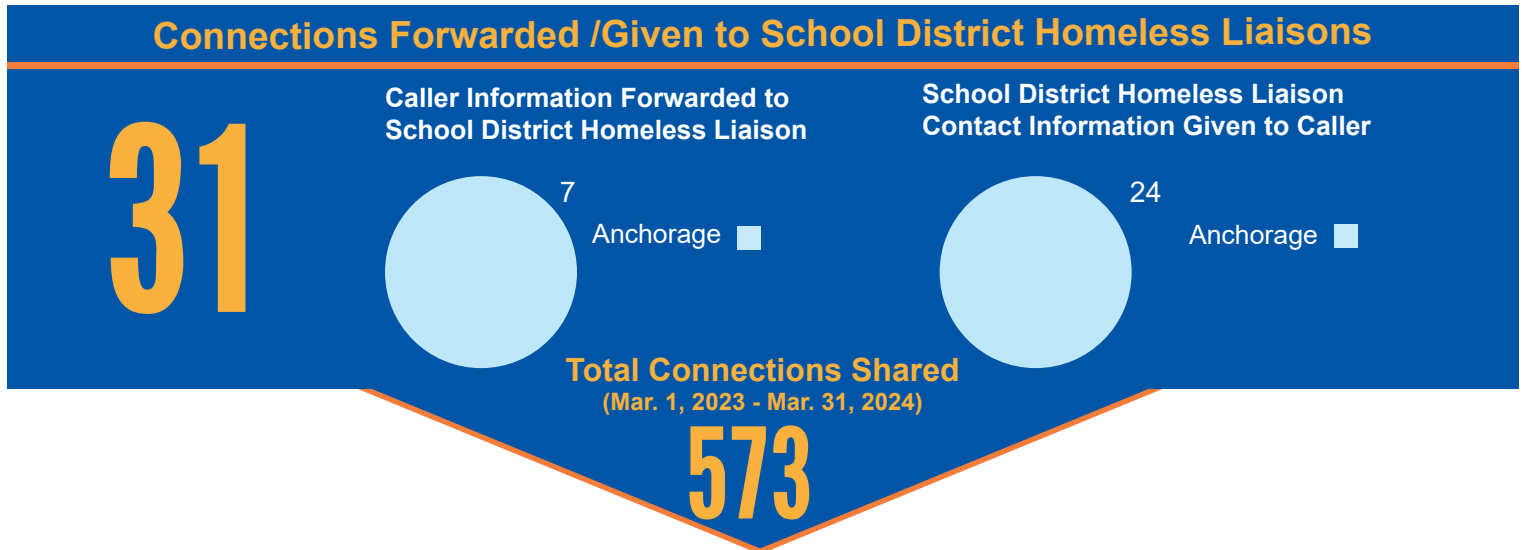 Connections Forwarded /Given to School District Homeless Liaisons
31
Caller Information Forwarded to
School District Homeless Liaison
7
Anchorage
School District Homeless Liaison
Contact Information Given to Caller
24
Anchorage
Total Connections Shared
(Mar. 1, 2023 - Mar. 31, 2024)
573